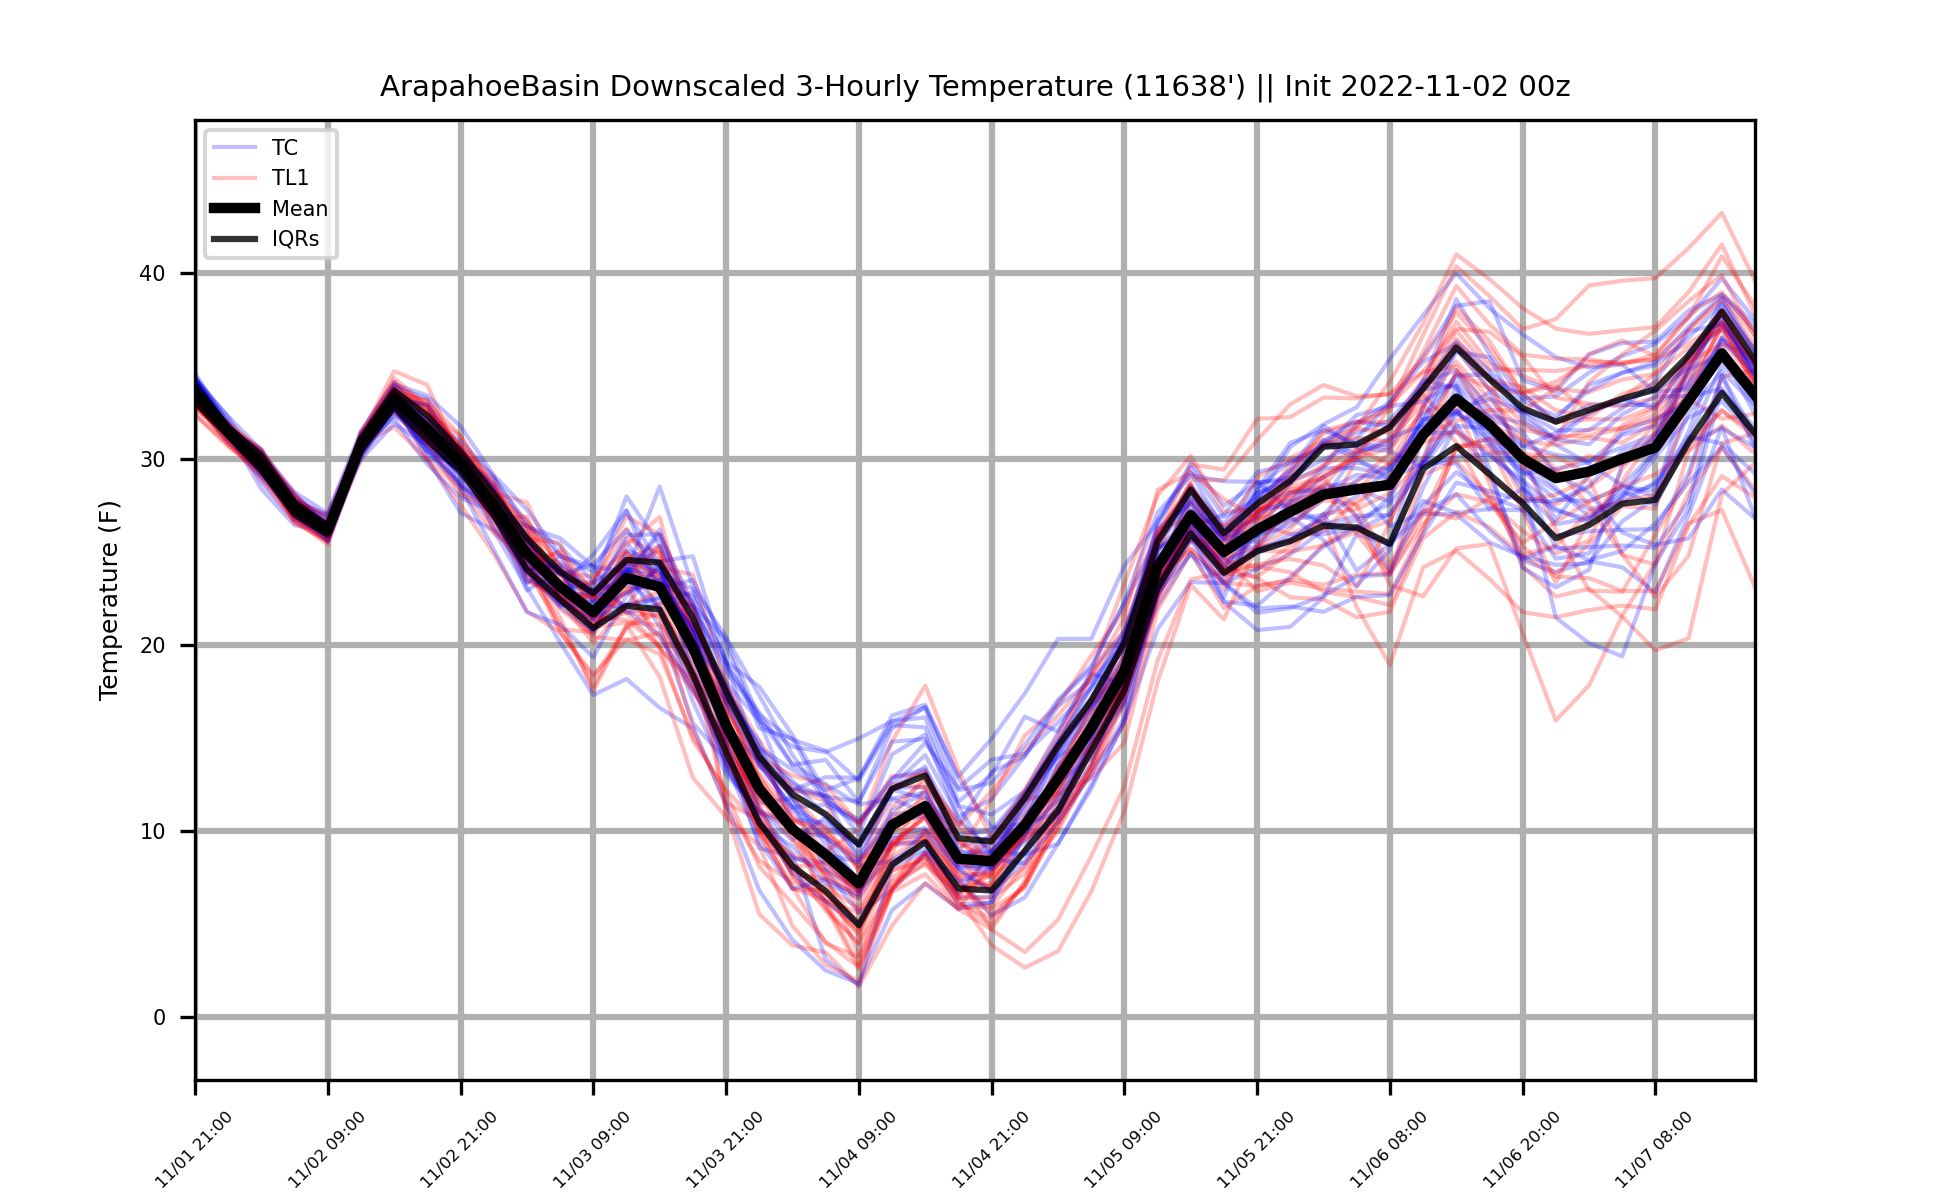 ArapahoeBasin Downscaled 3-Hourly Temperature (11638') || Init 2022-11-02 00z
TC
TL1
Mean
IQRs
Temperature (F)
40
30
20
10
0
11/01 21:00
11/02 09:00
11/02 21:00
11/03 09:00
11/03 21:00
11/04 09:00
11/04 21:00
11/05 09:00
11/05 21:00
11/06 08:00
11/06 20:00
11/07 08:00